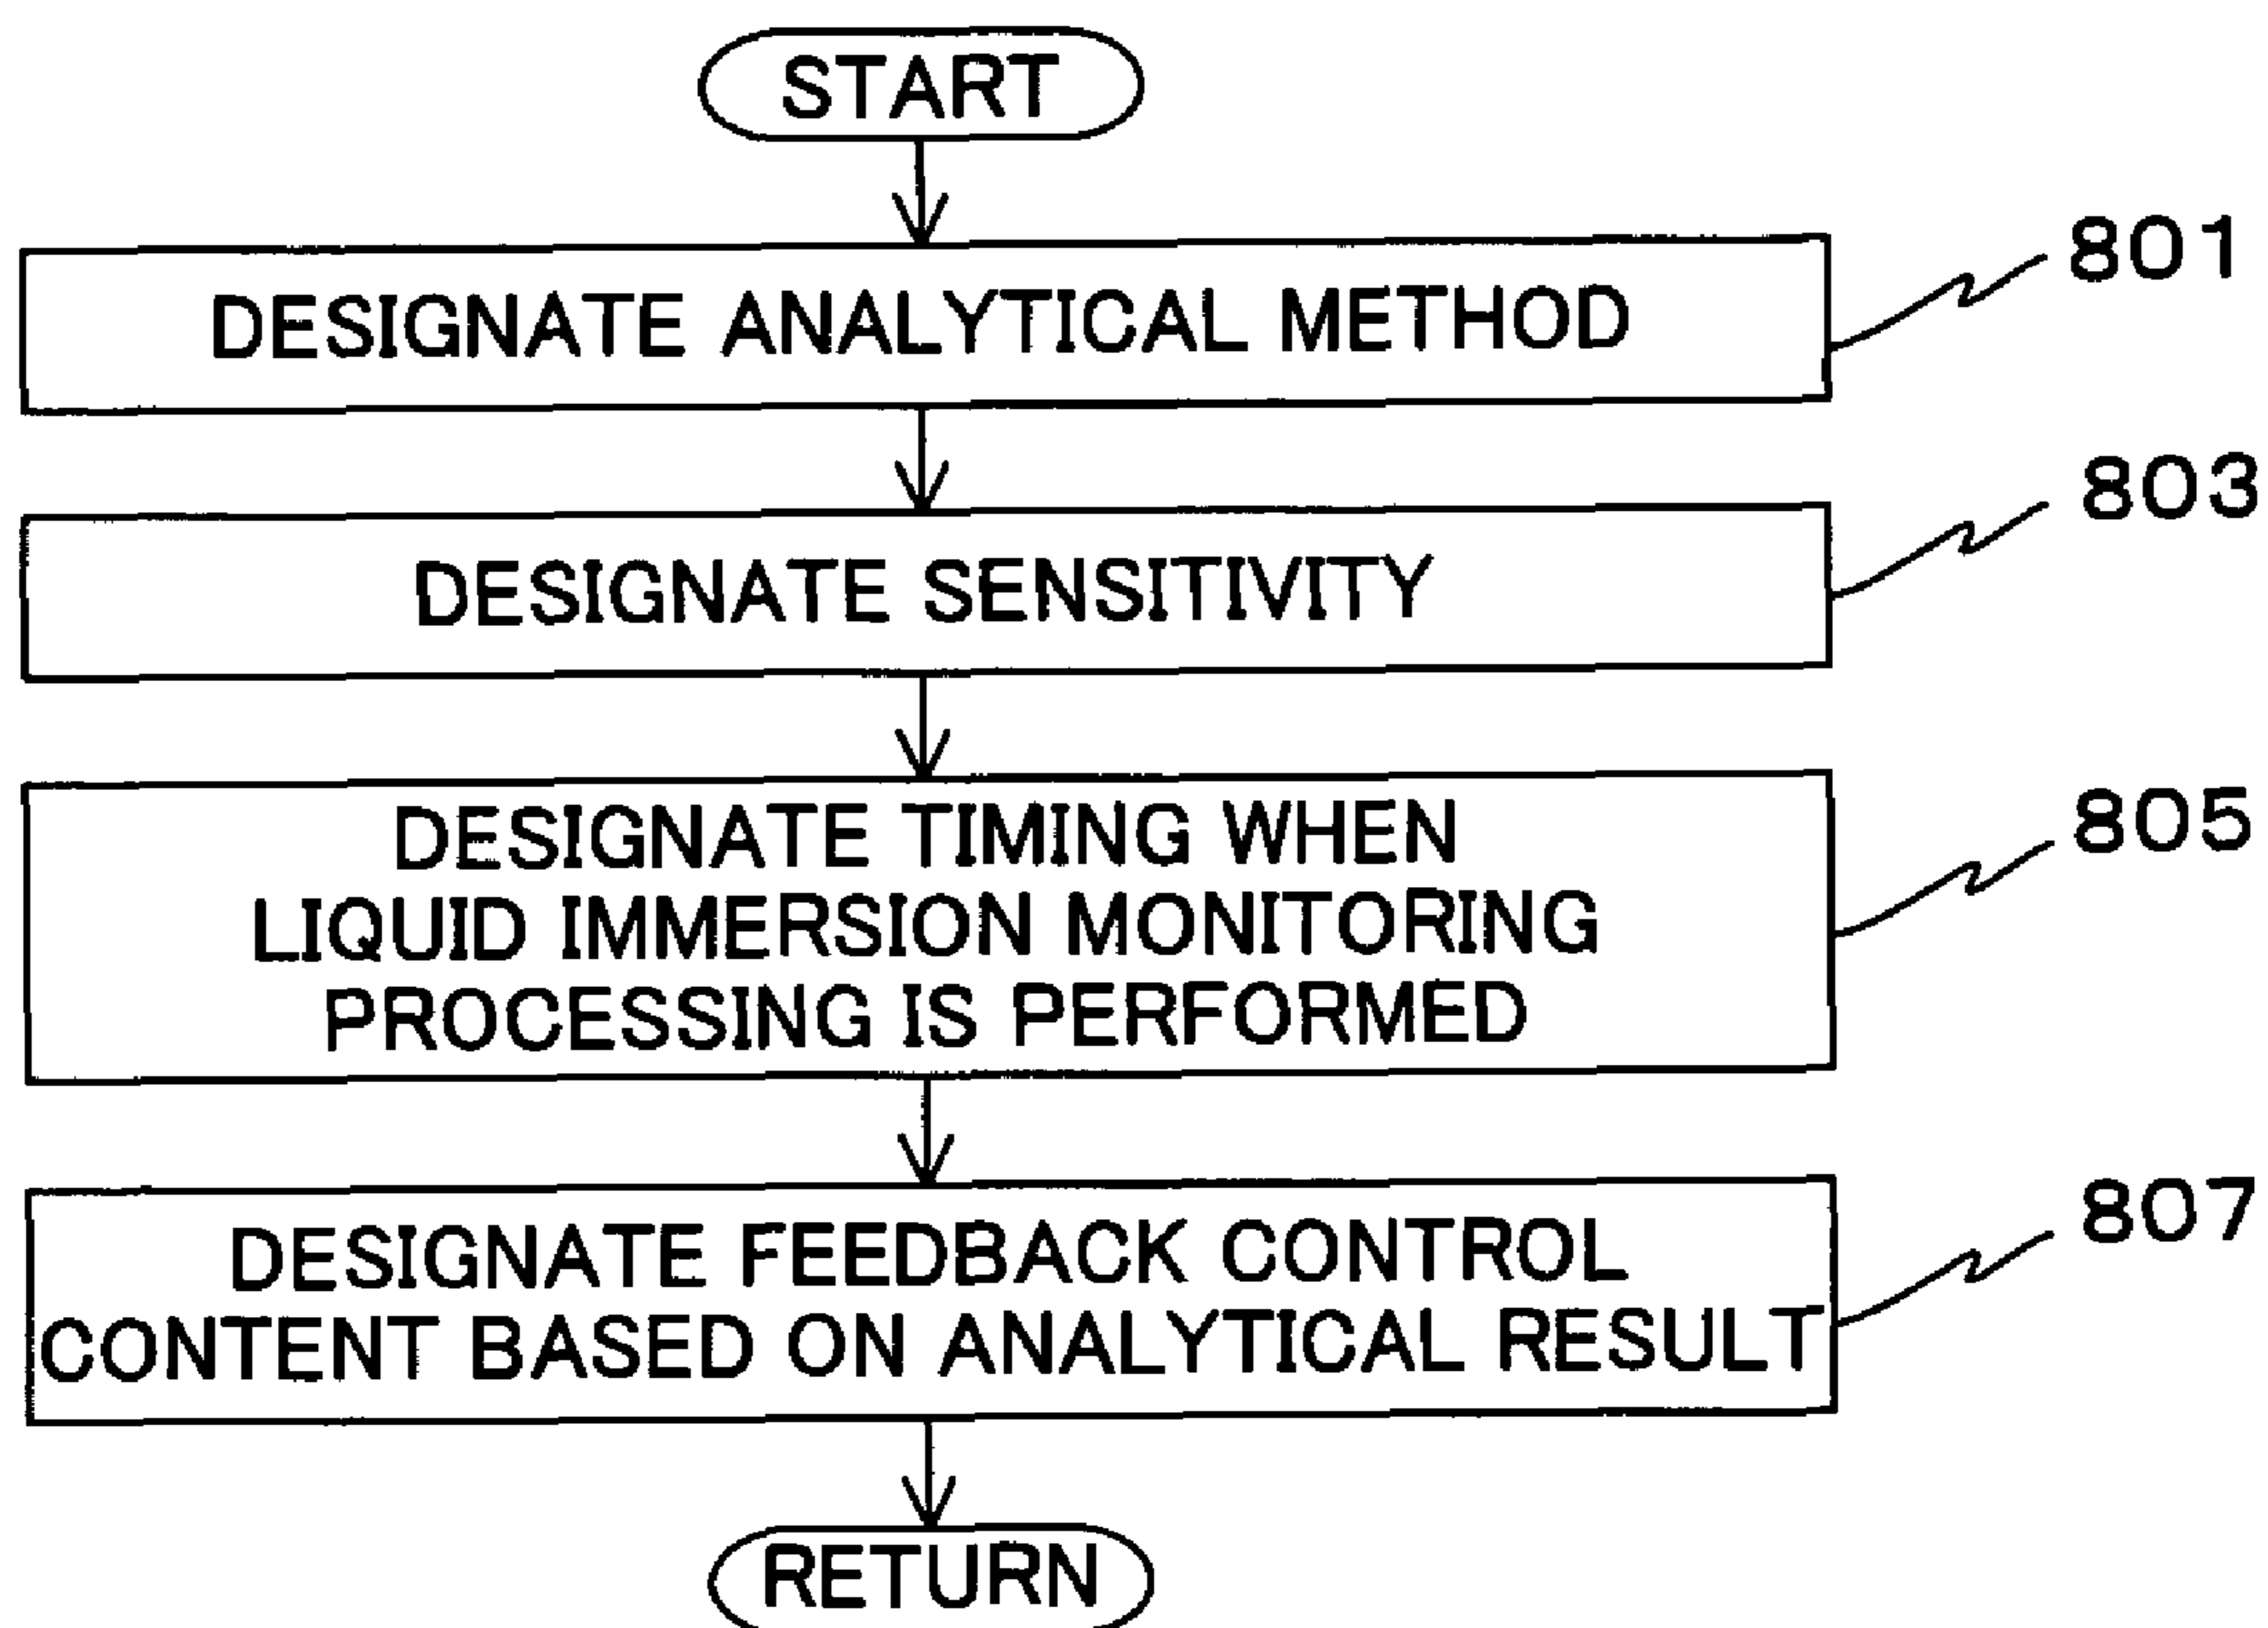 START
DESIGNATE ANALYTICAL METHOD
801
DESIGNATE SENSITIVITY
803
DESIGNATE TIMING WHEN
LIQUID IMMERSION MONITORING
PROCESSING IS PERFORMED
805
DESIGNATE FEEDBACK CONTROL
CONTENT BASED ON ANALYTICAL RESULT
807
RETURN